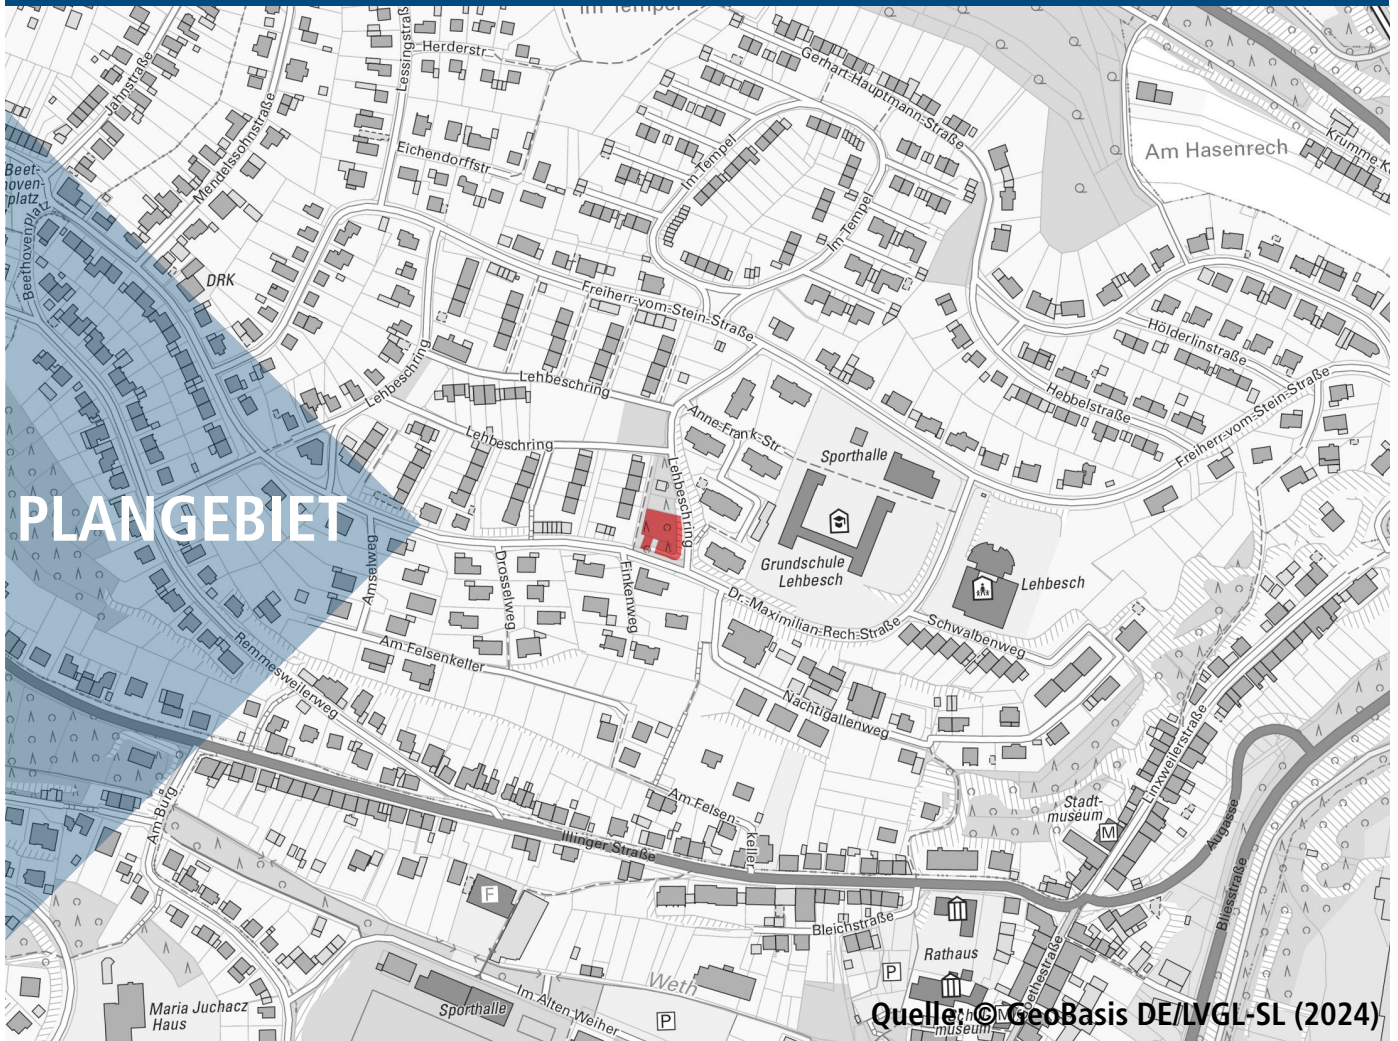 Im Tempel
Herderstr.
Lessingstraß
Jahnstraße
Mendelssohnstraße
Gerhart-Hauptmann-Straße
Krumme K
Am Hasenrech
Eichendorffstr.
Im Tempel
Im Tempel
Beet-
hoven-
platz
Beethovenplatz
DRK
Freiherr-vom-Stein-Straße
Hölderlinstraße
Lehbeschring
Lehbeschring
Hebbelstraße
Freiherr-vom-Stein-Straße
Anne-Frank-Str.
Lehbeschring
Lehbeschring
Sporthalle
PLANGEBIET
Grundschule
Lehbesch
Lehbesch
Amselweg
Drosselweg
Finkenweg
Dr.-Maximilian-Rech-Straße
Schwalbenweg
Am Felsenkeller
Remmesweilerweg
Nachtigallenweg
Linxweilerstraße
Am Felsen-
keller
Stadt-
museum
M
Am Burg
Illinger Straße
Augasse
Bliesstraße
F
Bleichstraße
Rathaus
P
Weth
Goethestraße
Maria Juchacz
Haus
Sporthalle
Im Alten Weiher
P
M
museum
Quelle: © GeoBasis DE/LVGL-SL (2024)